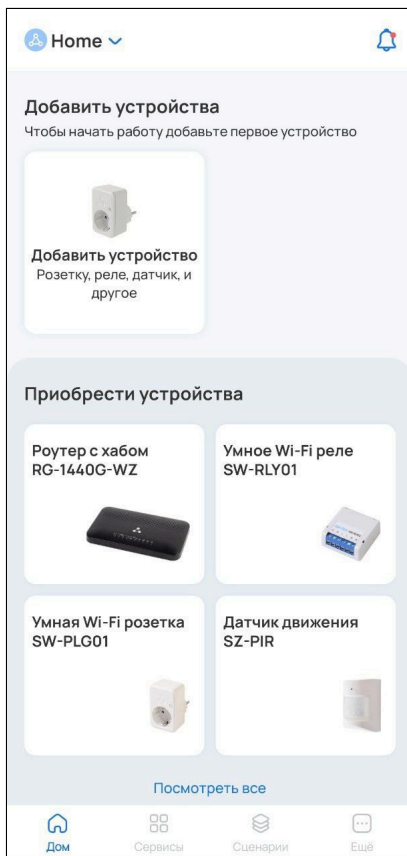 Home
Добавить устройства
Чтобы начать работу добавьте первое устройство
Добавить устройство
Розетку, реле, датчик, и
другое
Приобрести устройства
Роутер с хабом
RG-1440G-WZ
Умное Wi-Fi реле
SW-RLY01
Умная Wi-Fi розетка
SW-PLG01
Датчик движения
SZ-PIR
Посмотреть все
Дом
Сервисы
Сценарии
Ещё